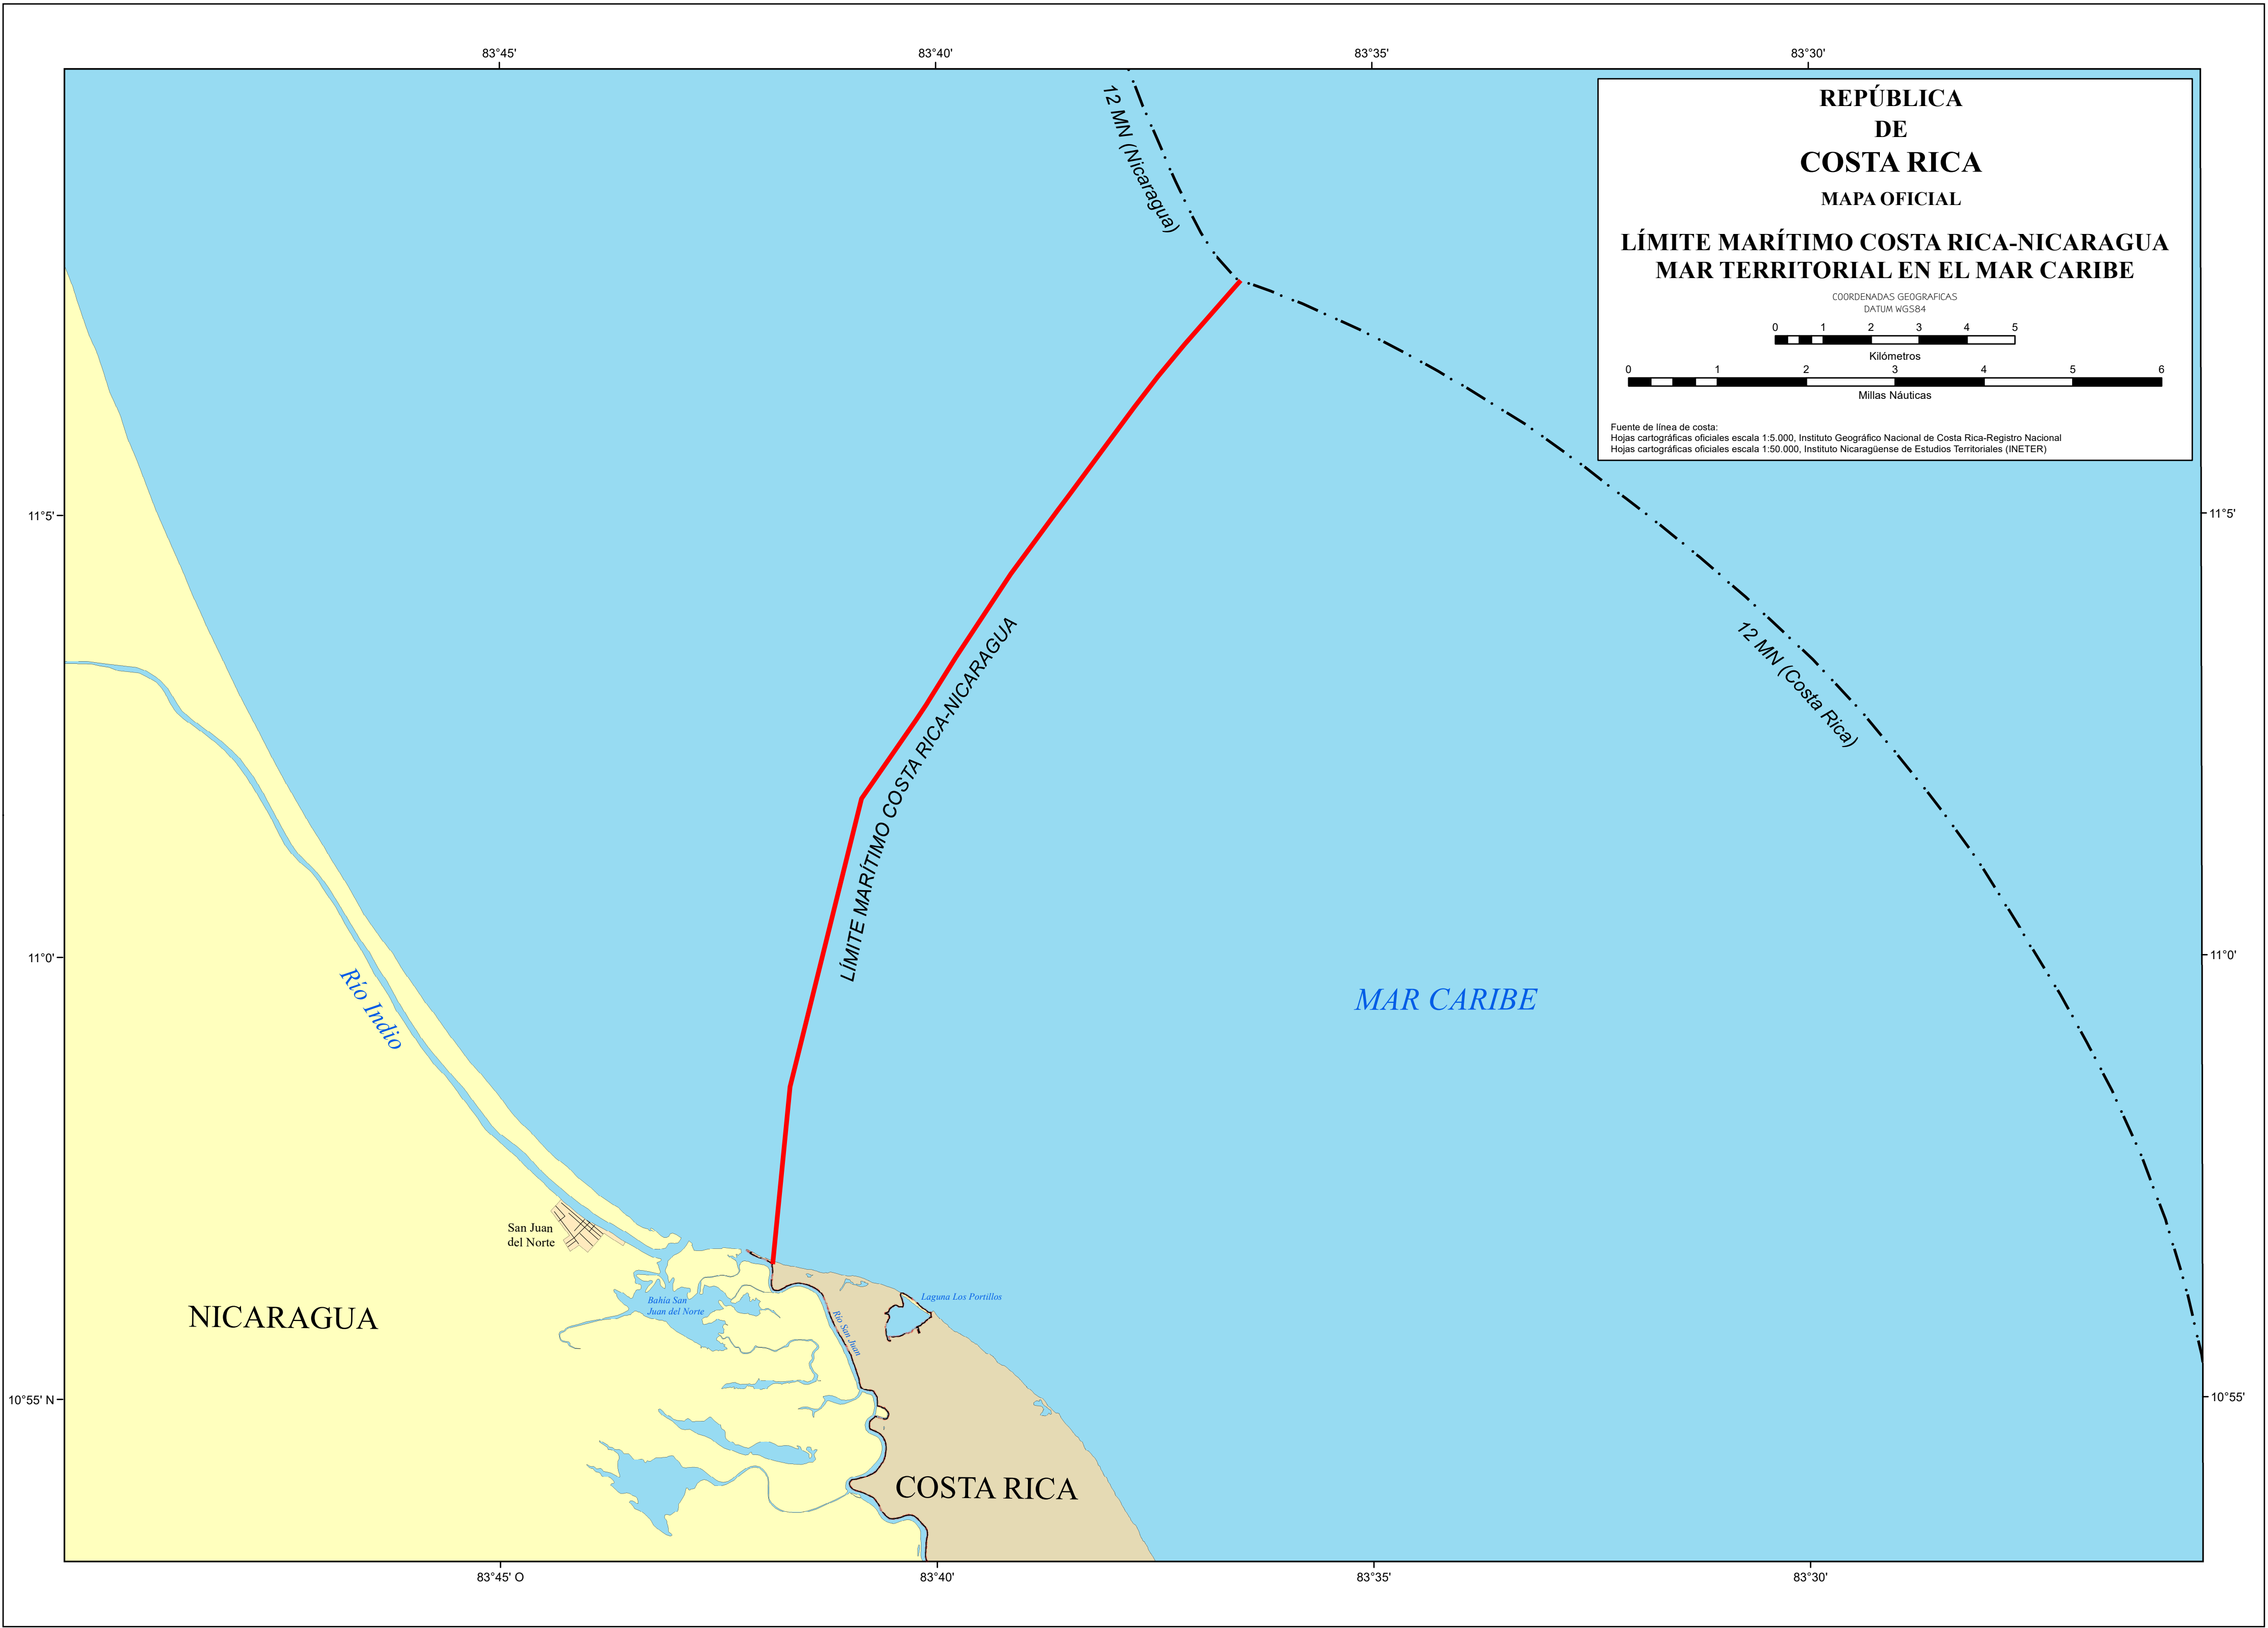 83°45'
83°40'
83°35'
83°30'
12 MN (Nicaragua)
REPÚBLICA
DE
COSTA RICA
MAPA OFICIAL
LÍMITE MARÍTIMO COSTA RICA-NICARAGUA
MAR TERRITORIAL EN EL MAR CARIBE
COORDENADAS GEOGRAFICAS
DATUM WGS84
0 1 2 3 4 5
Kilómetros
0 1 2 3 4 5 6
Millas Náuticas
Fuente de línea de costa:
Hojas cartográficas oficiales escala 1:5.000, Instituto Geográfico Nacional de Costa Rica-Registro Nacional
Hojas cartográficas oficiales escala 1:50.000, Instituto Nicaragüense de Estudios Territoriales (INETER)
11°5'
11°5'
12 MN (Costa Rica)
LÍMITE MARÍTIMO COSTA RICA-NICARAGUA
11°0'
11°0'
MAR CARIBE
Río Indio
San Juan
del Norte
Bahía San
Juan del Norte
Laguna Los Portillos
Río San Juan
NICARAGUA
10°55' N
10°55'
COSTA RICA
83°45' O
83°40'
83°35'
83°30'